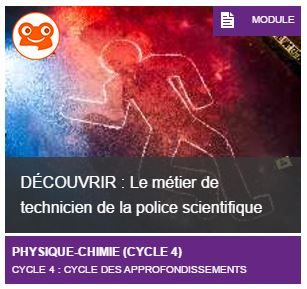 MODULE
DÉCOUVRIR : Le métier de
technicien de la police scientifique
PHYSIQUE-CHIMIE (CYCLE 4)
CYCLE 4 : CYCLE DES APPROFONDISSEMENTS